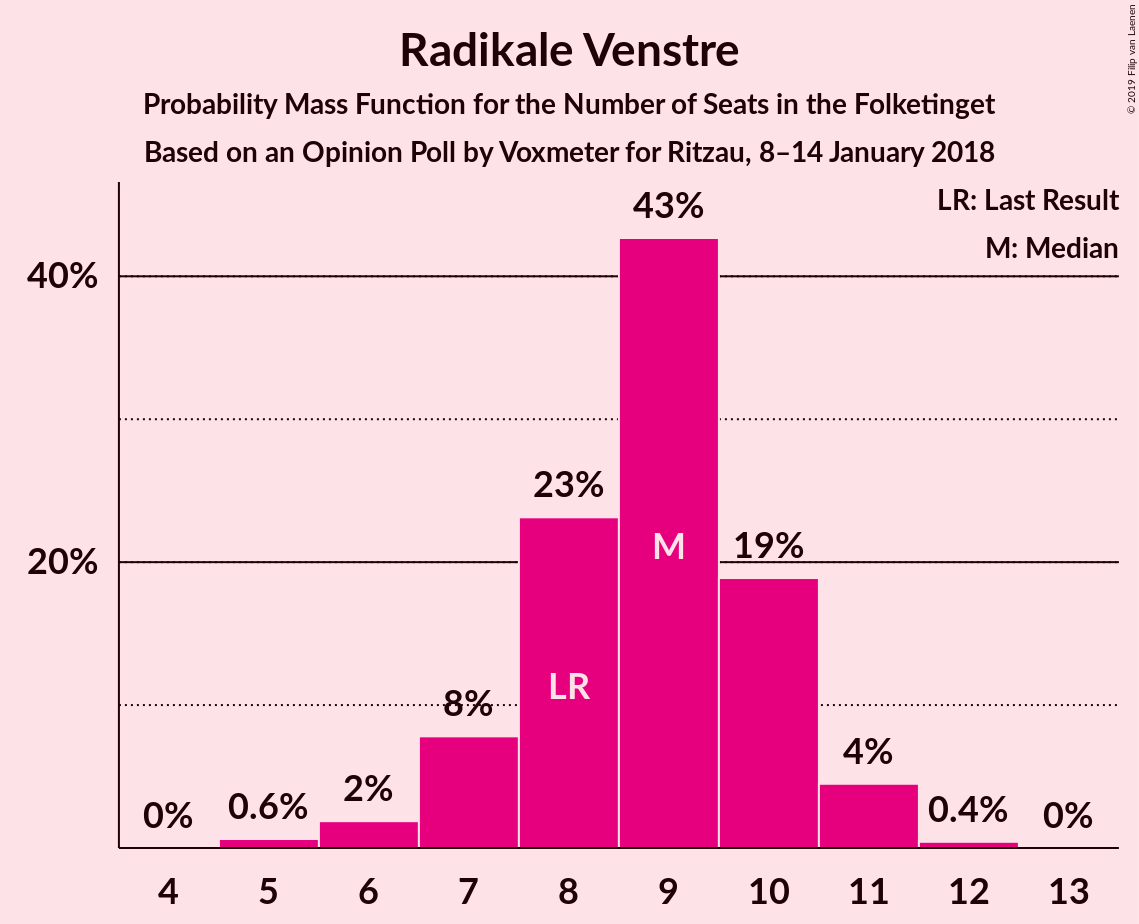 Radikale Venstre
Probability Mass Function for the Number of Seats in the Folketinget
Based on an Opinion Poll by Voxmeter for Ritzau, 8–14 January 2018
© 2019 Filip van Laenen
LR: Last Result
M: Median
40%
20%
0%
0.6%
2%
8%
23%
43%
19%
4%
0.4%
0%
LR
M
4 5 6 7 8 9 10 11 12 13